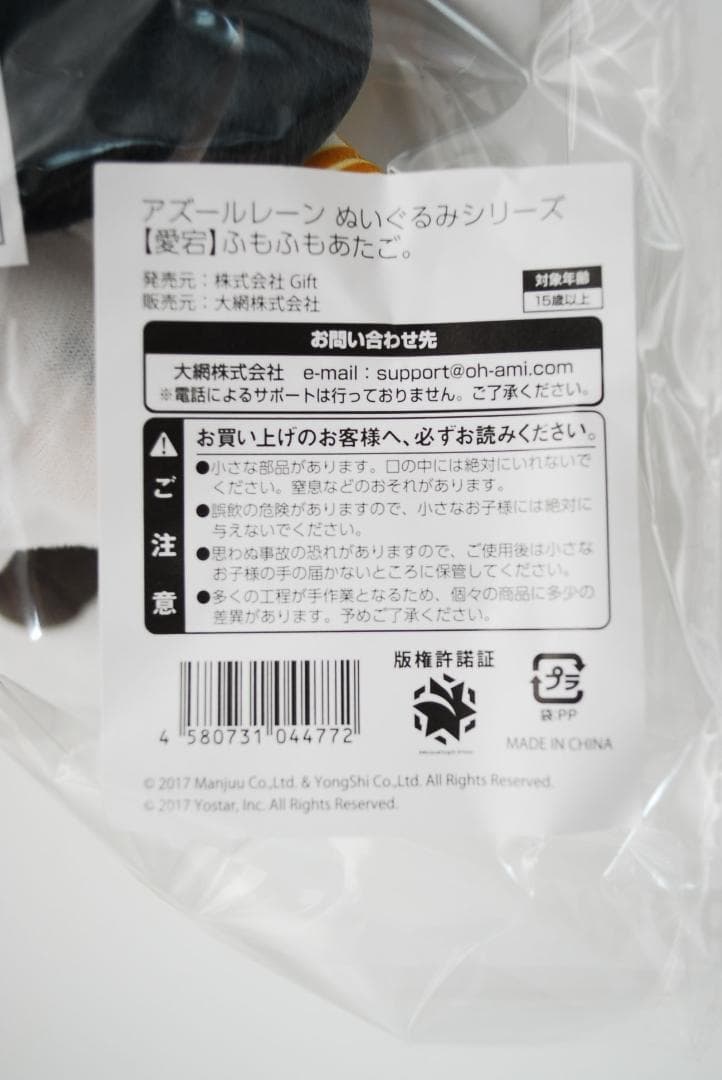 アズールレーン ぬいぐるみシリーズ
【愛宕】ふもふもあたご。
発売元：株式会社 Gift
販売元：大網株式会社
対象年齢
15歳以上
お問い合わせ先
大網株式会社 e-mail：support@oh-ami.com
※電話によるサポートは行っておりません。ご了承ください。
ご注意
お買い上げのお客様へ、必ずお読みください。
●小さな部品があります。口の中には絶対にいれないで
ください。窒息などのおそれがあります。
●誤飲の危険がありますので、小さなお子様には絶対に
与えないでください。
●思わぬ事故の恐れがありますので、ご使用後は小さな
お子様の手の届かないところに保管してください。
●多くの工程が手作業となるため、個々の商品に多少の
差異があります。予めご了承ください。
4 580731 044772
版権許諾証
プラ
袋:PP
MADE IN CHINA
© 2017 Manjuu Co.,Ltd. & YongShi Co.,Ltd. All Rights Reserved.
© 2017 Yostar, Inc. All Rights Reserved.